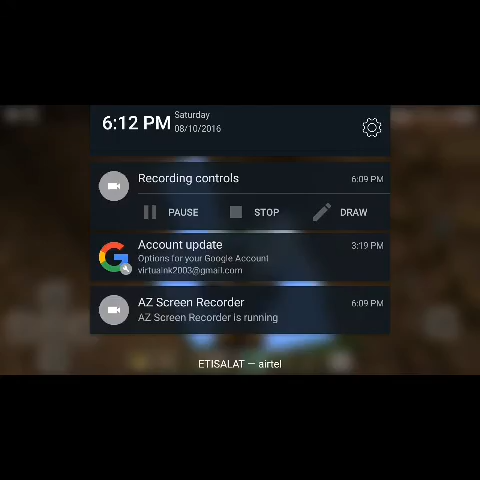 6:12 PM
Saturday
08/10/2016
Recording controls
6:09 PM
PAUSE
STOP
DRAW
Account update
3:19 PM
Options for your Google Account
virtualnk2003@gmail.com
AZ Screen Recorder
6:09 PM
AZ Screen Recorder is running
ETISALAT — airtel